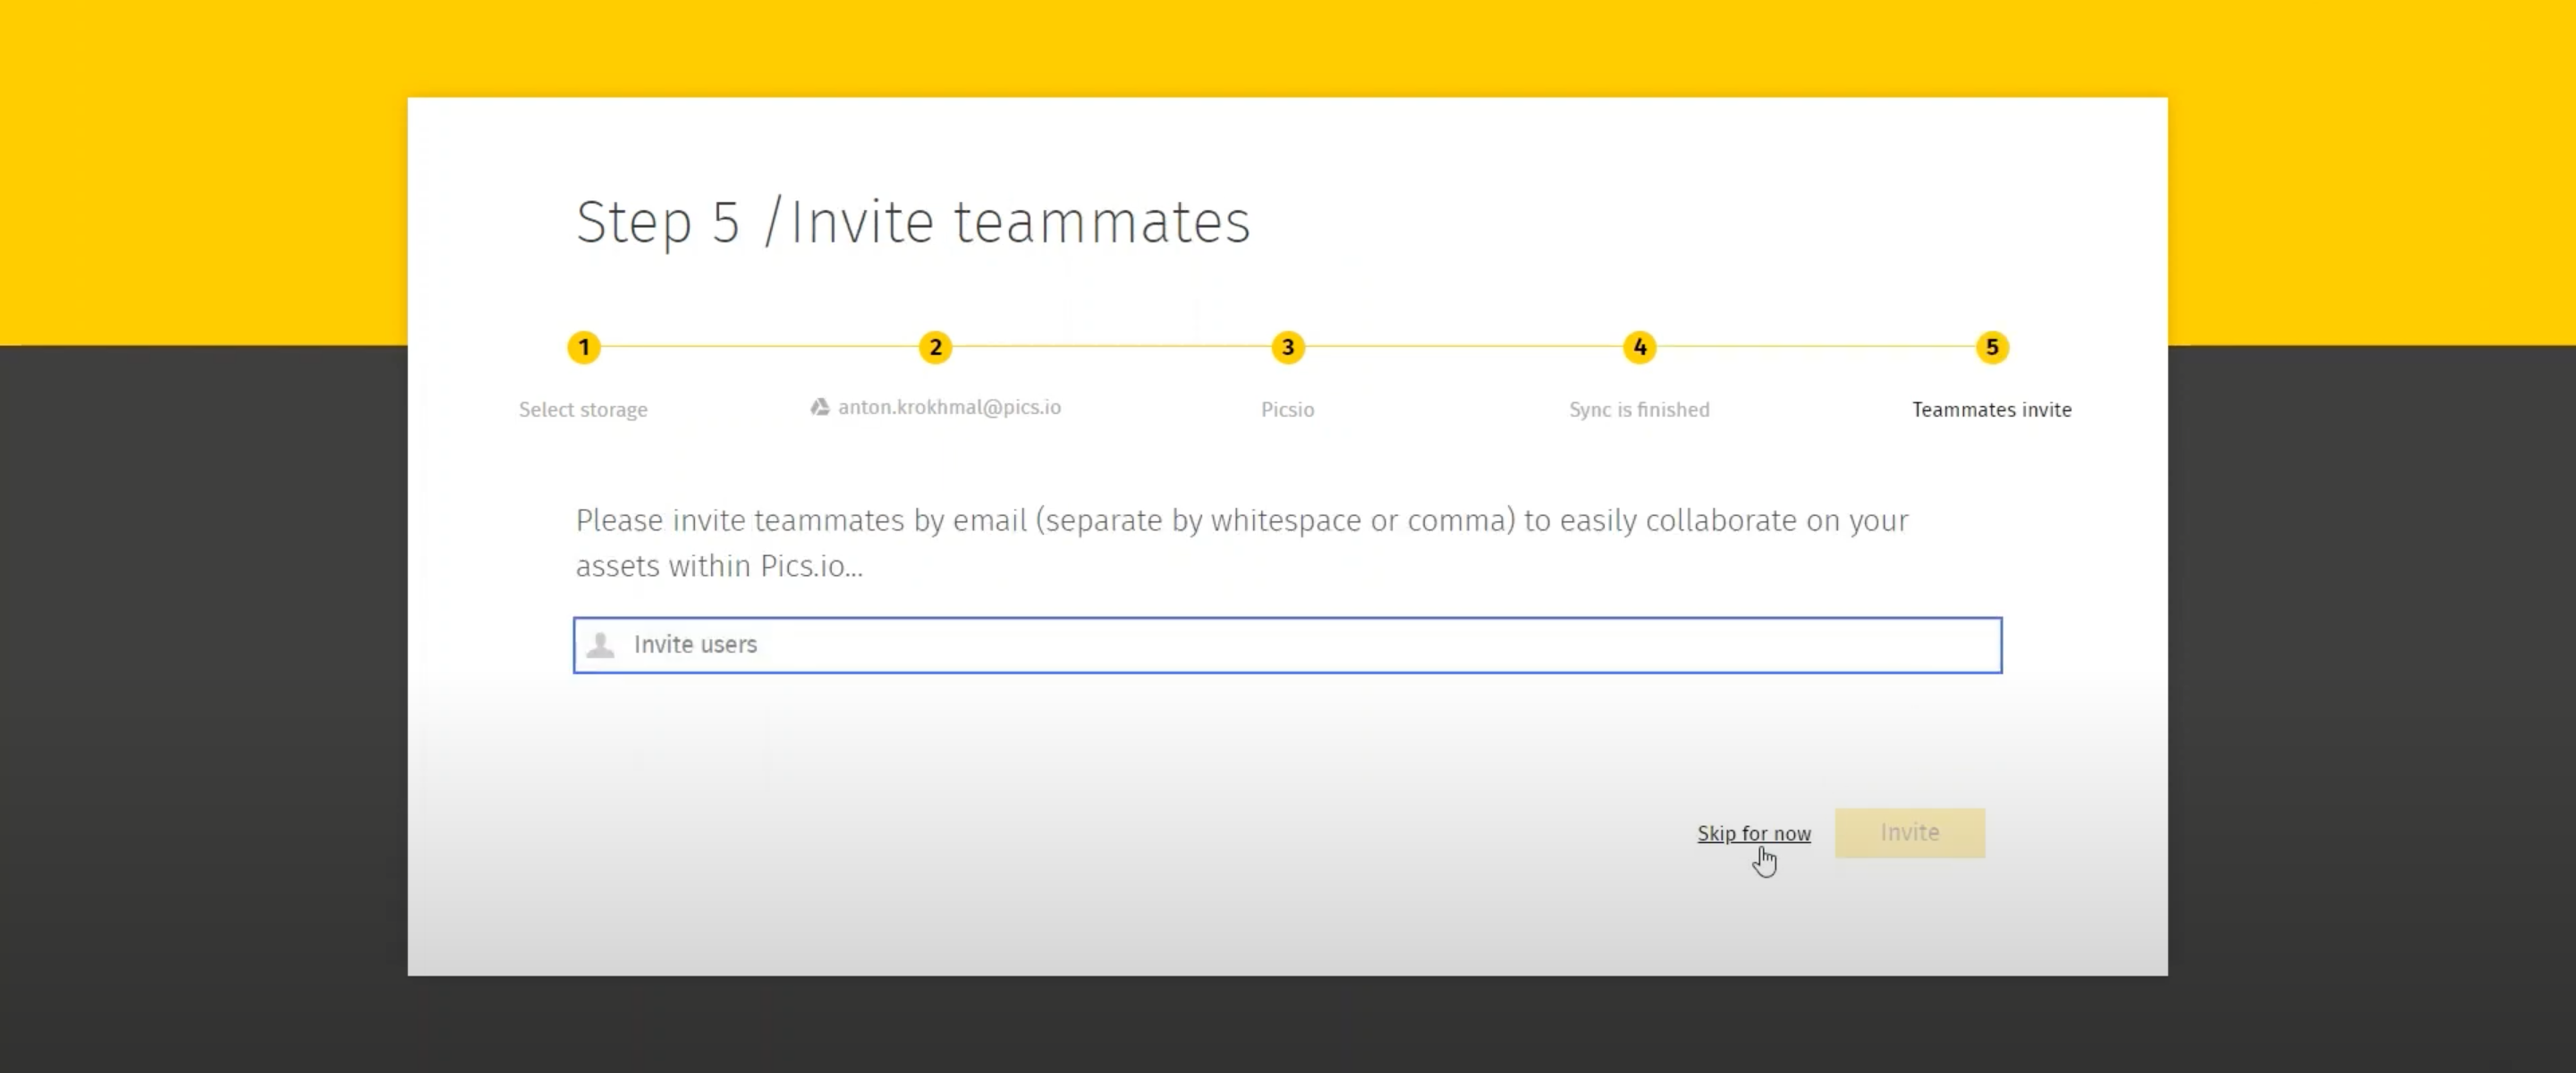 Step 5 /Invite teammates
1
2
3
4
5
Select storage
anton.krokhmal@pics.io
Picsio
Sync is finished
Teammates invite
Please invite teammates by email (separate by whitespace or comma) to easily collaborate on your
assets within Pics.io...
Invite users
Skip for now
Invite